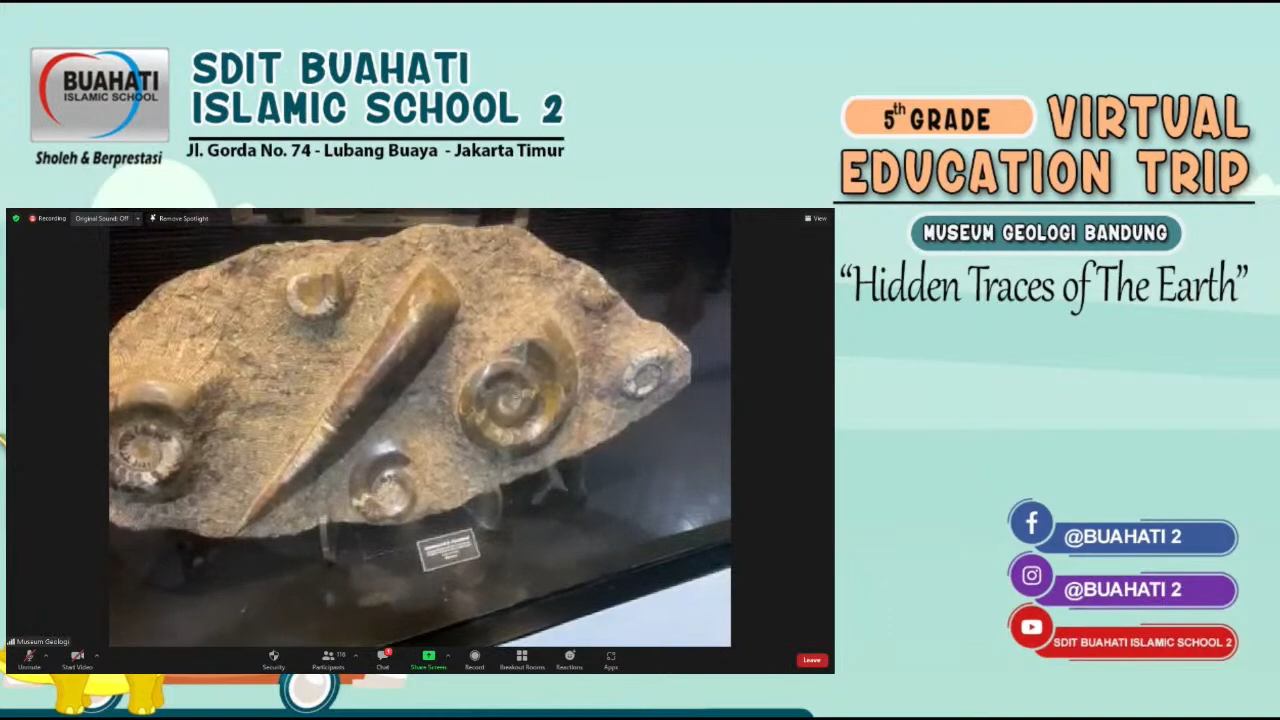 BUAHATI
ISLAMIC SCHOOL
Sholeh & Berprestasi
SDIT BUAHATI
ISLAMIC SCHOOL 2
Jl. Gorda No. 74 - Lubang Buaya - Jakarta Timur
5th GRADE VIRTUAL
EDUCATION TRIP
MUSEUM GEOLOGI BANDUNG
“Hidden Traces of The Earth”
Recording
Original Sound: Off
Remove Spotlight
View
Museum Geologi
Unmute
Start Video
Security
Participants
116
Chat
1
Share Screen
Record
Breakout Rooms
Reactions
Apps
Leave
@BUAHATI 2
@BUAHATI 2
SDIT BUAHATI ISLAMIC SCHOOL 2